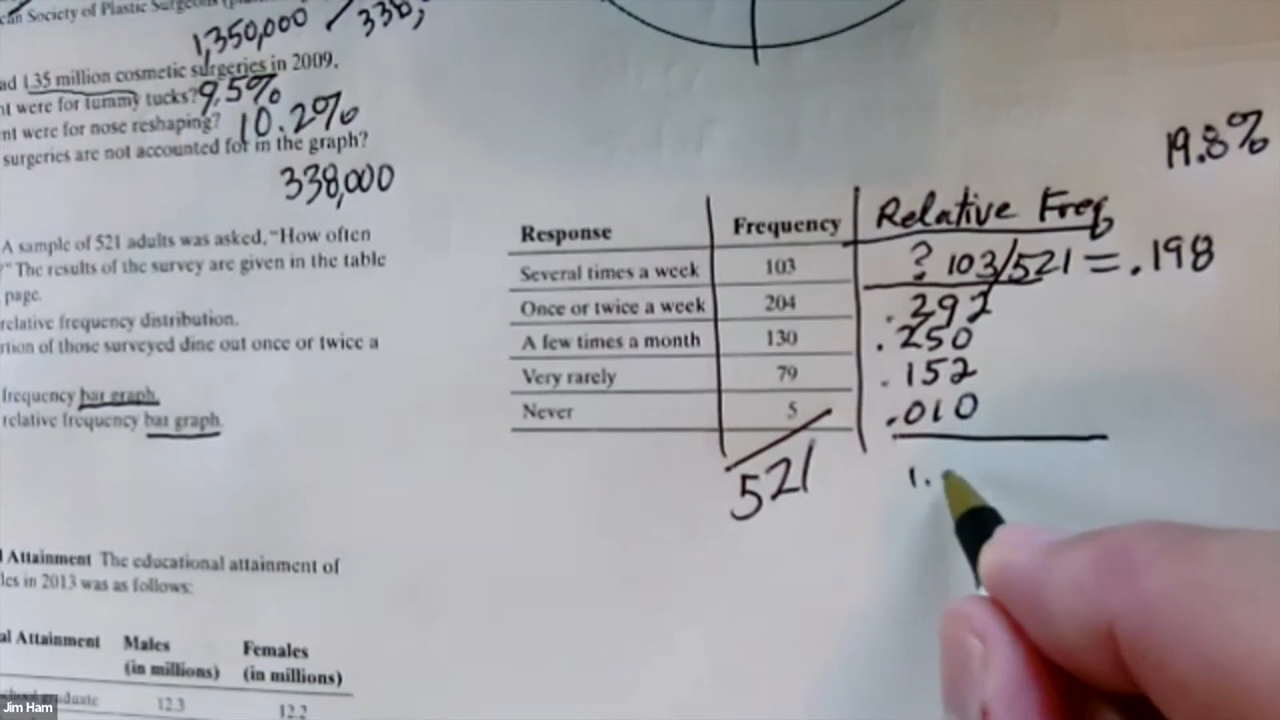 can Society of Plastic Surgeons
1,350,000 / 338,
ad 1.35 million cosmetic surgeries in 2009.
nt were for tummy tucks? 9.5%
nt were for nose reshaping? 10.2%
surgeries are not accounted for in the graph?
338,000
19.8%
A sample of 521 adults was asked, "How often
?" The results of the survey are given in the table
page.
relative frequency distribution.
rtion of those surveyed dine out once or twice a
frequency bar graph.
relative frequency bar graph.
Response Frequency Relative Freq
Several times a week 103 ? 103/521 = .198
Once or twice a week 204 .392
A few times a month 130 .250
Very rarely 79 .152
Never 5 .010
521 1.
l Attainment The educational attainment of
les in 2013 was as follows:
al Attainment Males Females
(in millions) (in millions)
school graduate 12.3 12.2
Jim Ham